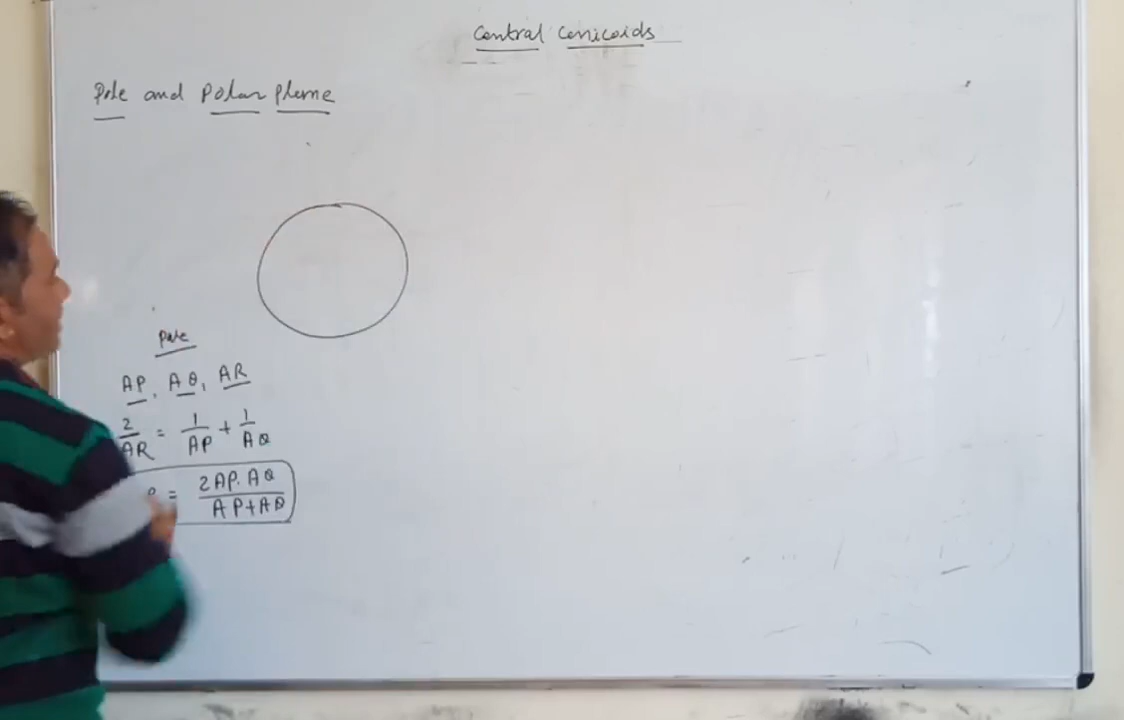 Central Conicoids
Pole and Polar Plane
Pole
AP, AQ, AR
2/AR = 1/AP + 1/AQ
= 2AP. AQ / AP+AQ